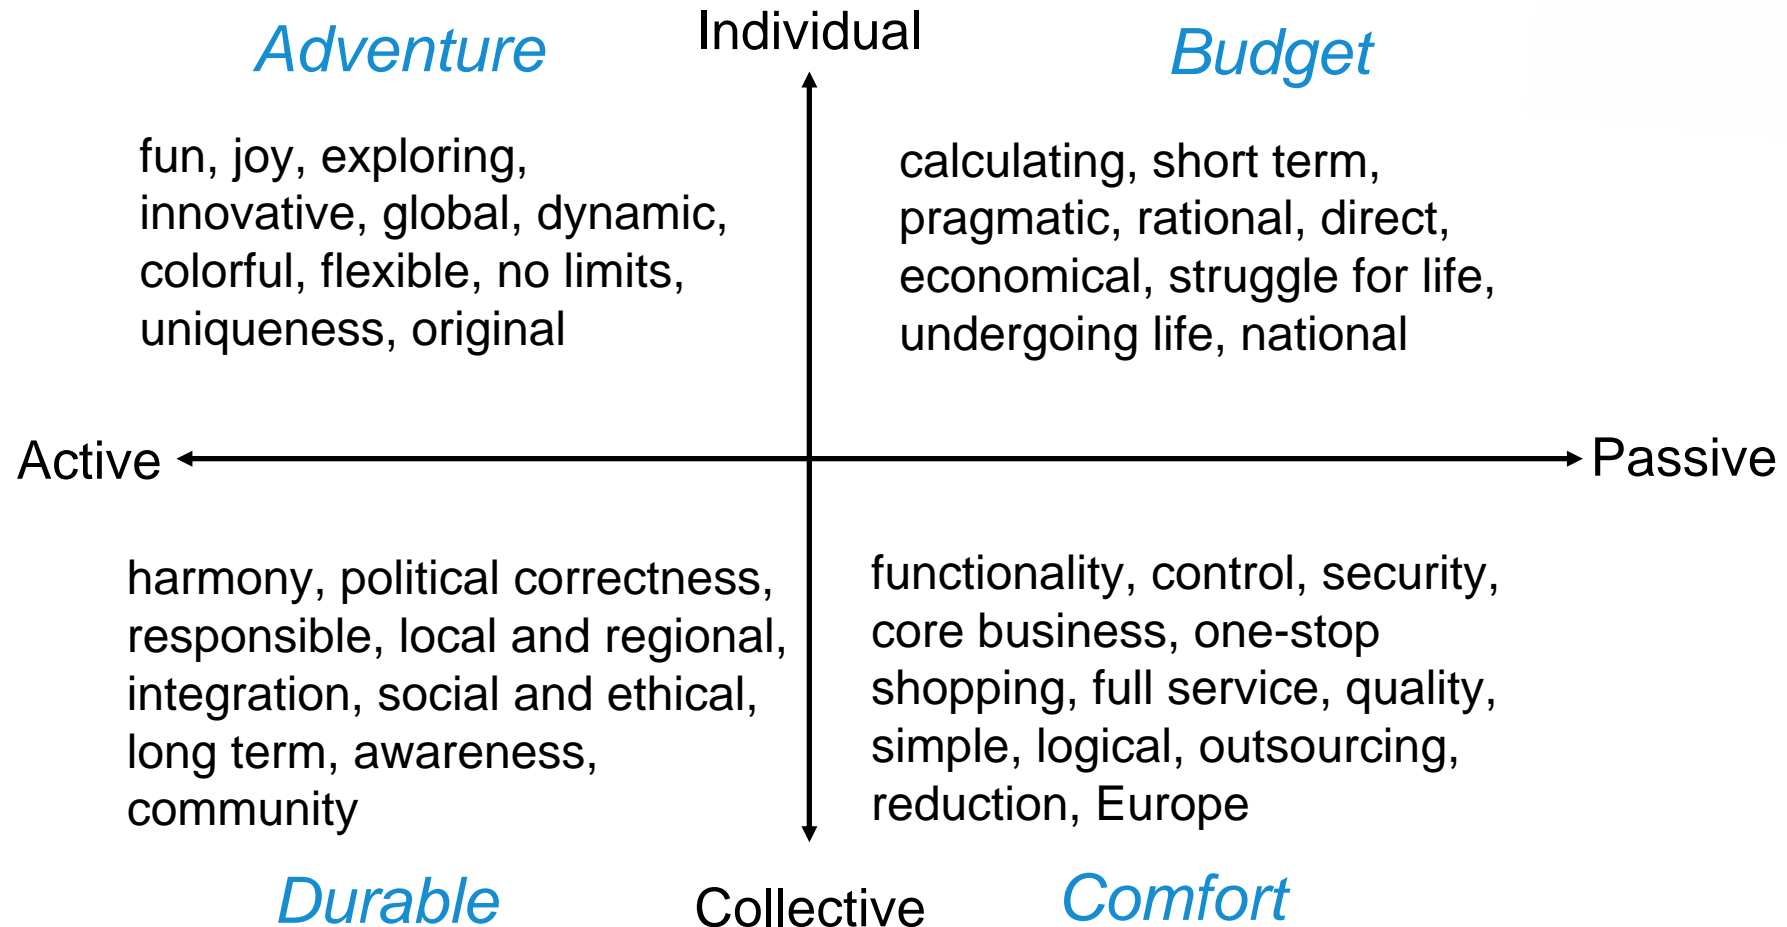 Adventure
Individual
Budget
fun, joy, exploring,
innovative, global, dynamic,
colorful, flexible, no limits,
uniqueness, original
calculating, short term,
pragmatic, rational, direct,
economical, struggle for life,
undergoing life, national
Active
Passive
harmony, political correctness,
responsible, local and regional,
integration, social and ethical,
long term, awareness,
community
functionality, control, security,
core business, one-stop
shopping, full service, quality,
simple, logical, outsourcing,
reduction, Europe
Durable
Collective
Comfort